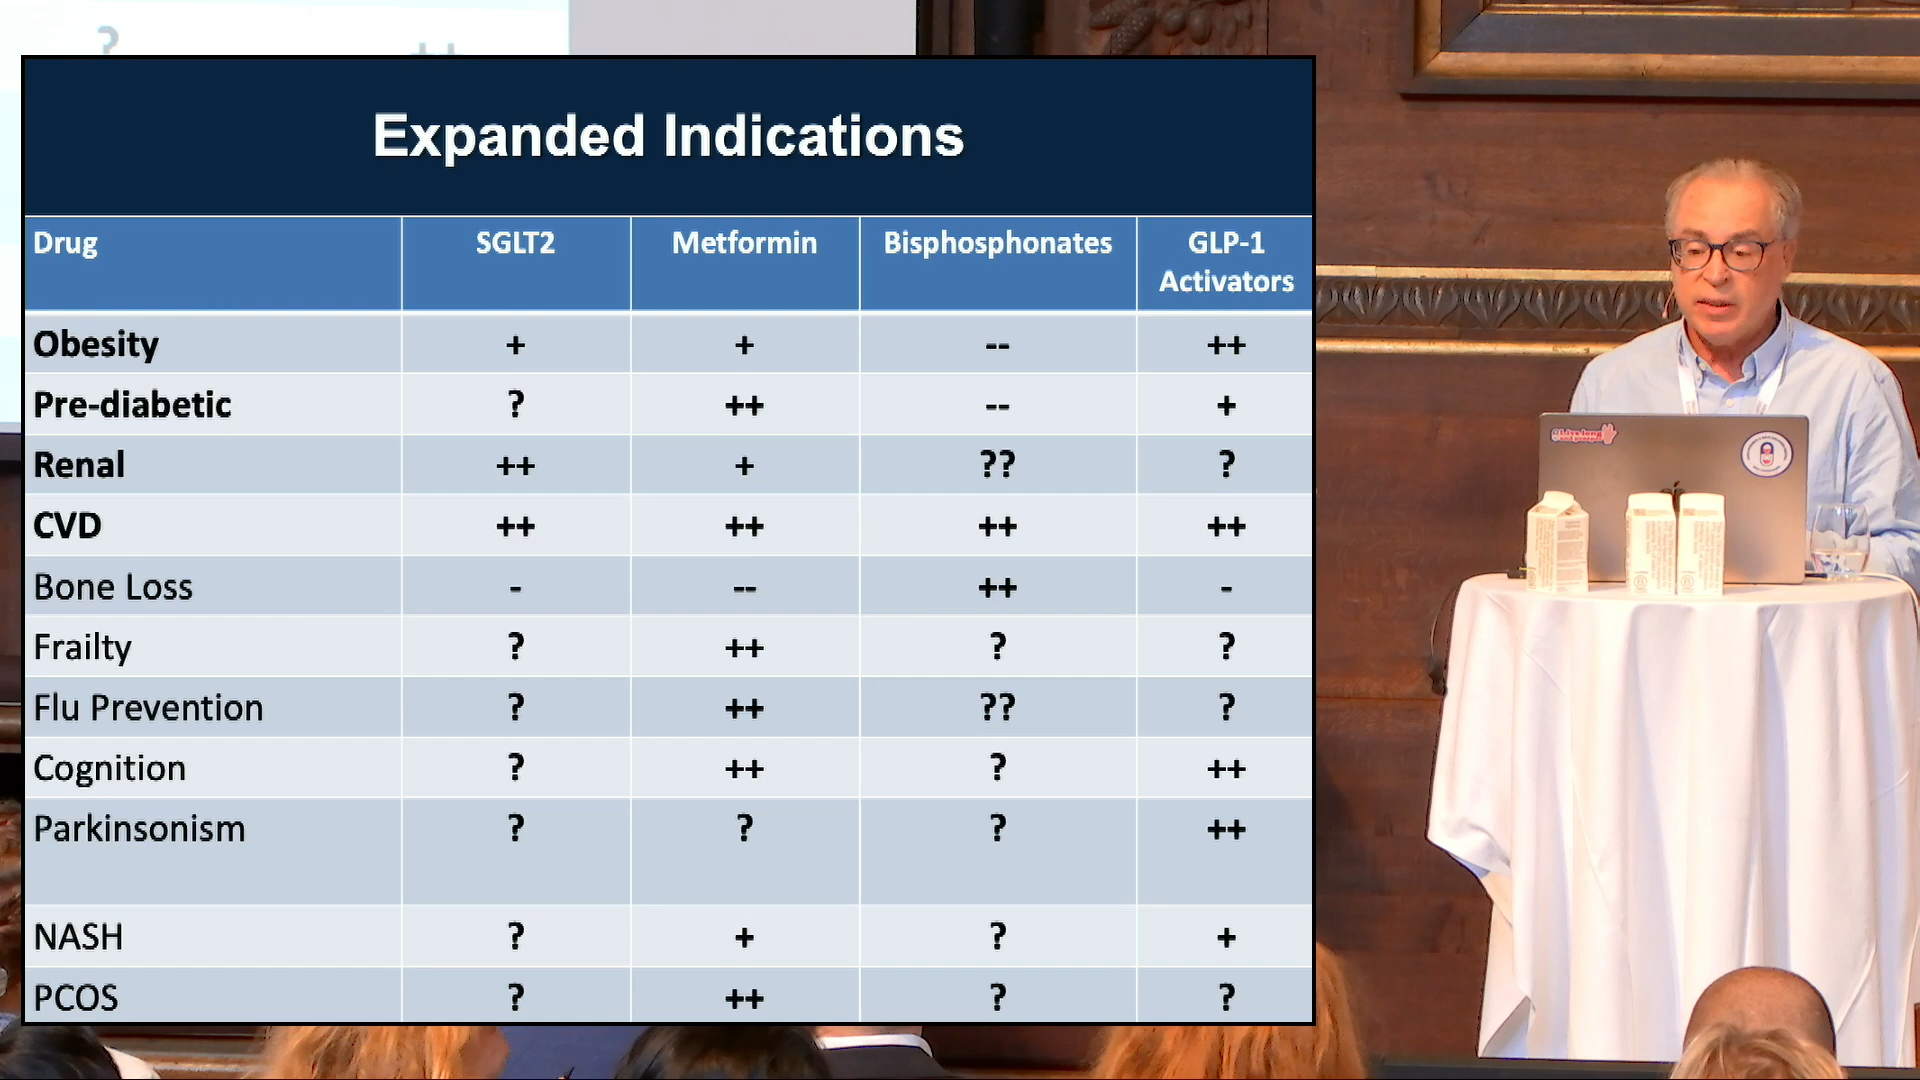 ? ++
Expanded Indications
Drug SGLT2 Metformin Bisphosphonates GLP-1 Activators
Obesity + + -- ++
Pre-diabetic ? ++ -- +
Renal ++ + ?? ?
CVD ++ ++ ++ ++
Bone Loss - -- ++ -
Frailty ? ++ ? ?
Flu Prevention ? ++ ?? ?
Cognition ? ++ ? ++
Parkinsonism ? ? ? ++
NASH ? + ? +
PCOS ? ++ ? ?